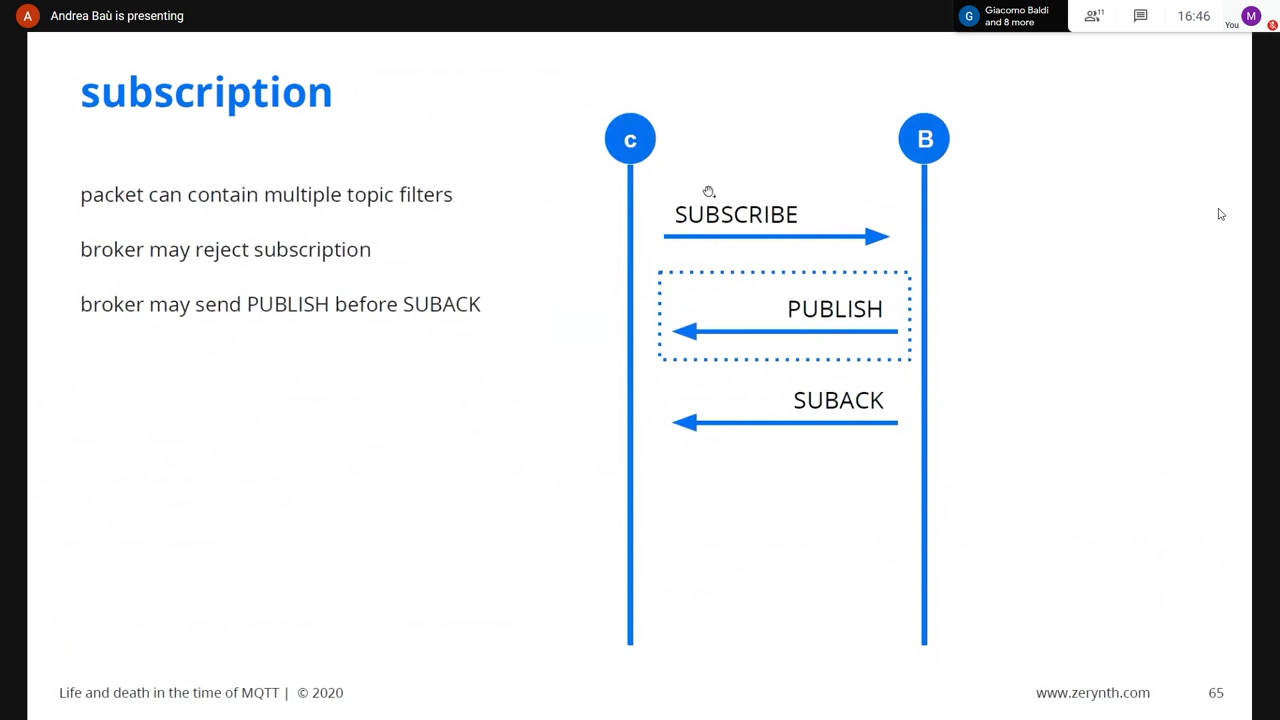 A Andrea Baù is presenting
G Giacomo Baldi
and 8 more
11
16:46
You M
subscription
c
B
packet can contain multiple topic filters
SUBSCRIBE
broker may reject subscription
broker may send PUBLISH before SUBACK
PUBLISH
SUBACK
Life and death in the time of MQTT | © 2020
www.zerynth.com
65